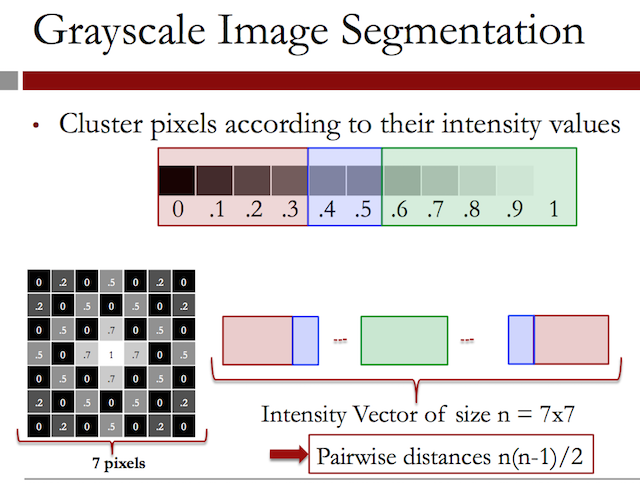 Grayscale Image Segmentation
• Cluster pixels according to their intensity values
0 .1 .2 .3 .4 .5 .6 .7 .8 .9 1
0 .2 0 .5 0 .2 0
.2 0 .5 0 .5 0 .2
0 .5 0 .7 0 .5 0
.5 0 .7 1 .7 0 .5
0 .5 0 .7 0 .5 0
.2 0 .5 0 .5 0 .2
0 .2 0 .5 0 .2 0
7 pixels
--- ---
Intensity Vector of size n = 7x7
Pairwise distances n(n-1)/2